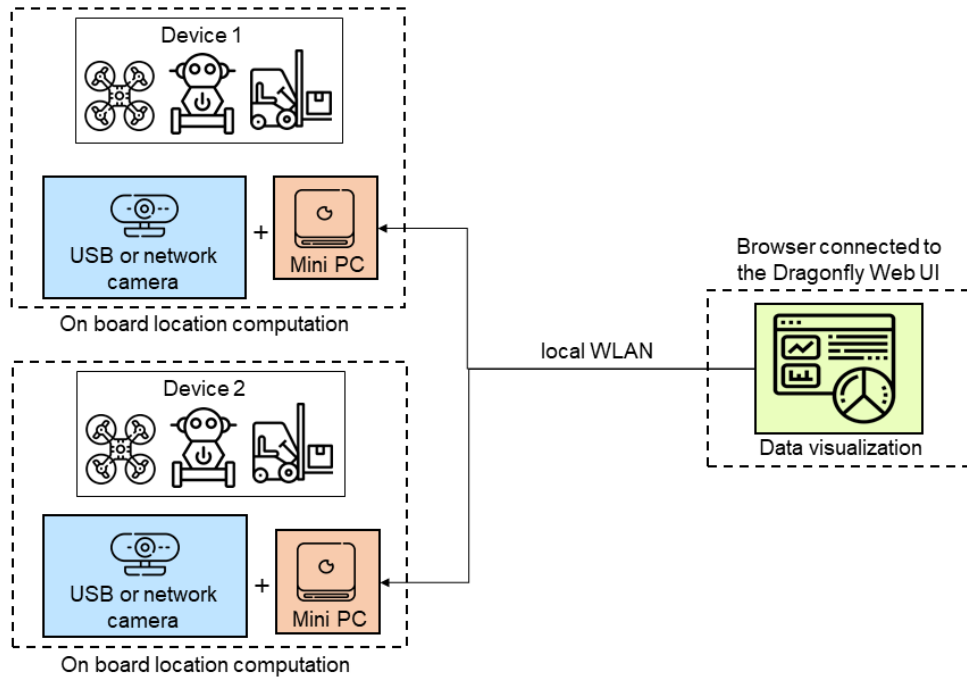 Device 1
USB or network
camera
+
Mini PC
On board location computation
Device 2
USB or network
camera
+
Mini PC
On board location computation
local WLAN
Browser connected to
the Dragonfly Web UI
Data visualization